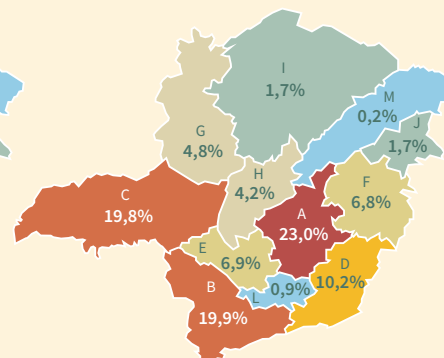 I
1,7%
M
0,2%
J
1,7%
G
4,8%
H
4,2%
F
6,8%
C
19,8%
A
23,0%
E
6,9%
D
10,2%
B
19,9%
L
0,9%